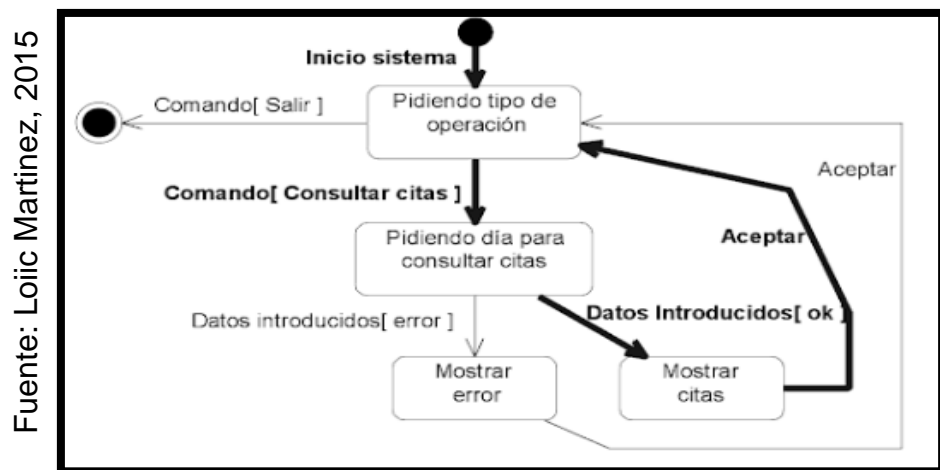 Fuente: Loiic Martinez, 2015
Inicio sistema
Comando[ Salir ]
Pidiendo tipo de
operación
Aceptar
Comando[ Consultar citas ]
Aceptar
Pidiendo día para
consultar citas
Datos introducidos[ error ]
Datos Introducidos[ ok ]
Mostrar
error
Mostrar
citas